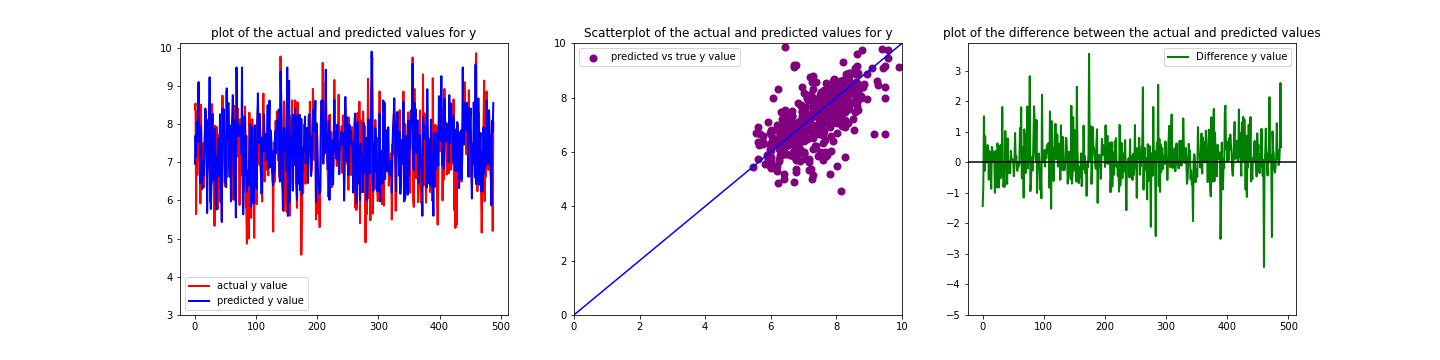 plot of the actual and predicted values for y
10
9
8
7
6
5
4
3
0 100 200 300 400 500
actual y value
predicted y value
Scatterplot of the actual and predicted values for y
predicted vs true y value
10
8
6
4
2
0
0 2 4 6 8 10
plot of the difference between the actual and predicted values
Difference y value
3
2
1
0
−1
−2
−3
−4
−5
0 100 200 300 400 500